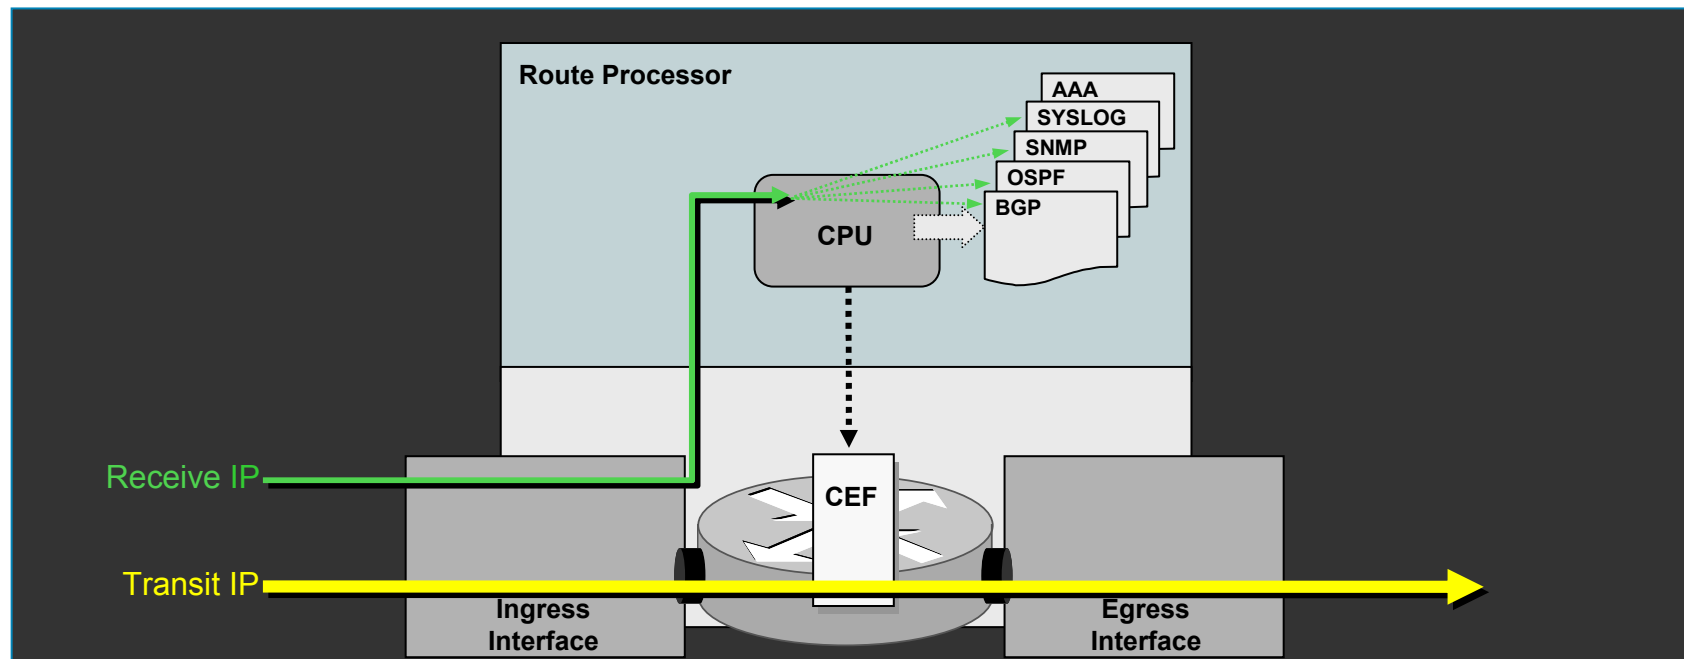 Route Processor
AAA
SYSLOG
SNMP
OSPF
BGP
CPU
Receive IP
CEF
Transit IP
Ingress
Interface
Egress
Interface